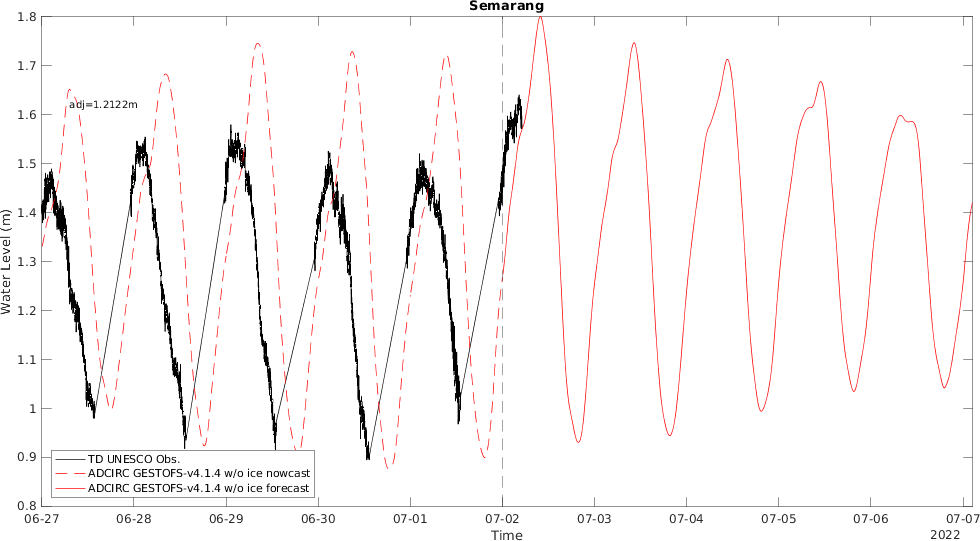 Semarang
1.8
1.7
1.6
1.5
1.4
1.3
1.2
1.1
1
0.9
0.8
Water Level (m)
adj=1.2122m
TD UNESCO Obs.
ADCIRC GESTOFS-v4.1.4 w/o ice nowcast
ADCIRC GESTOFS-v4.1.4 w/o ice forecast
06-27 06-28 06-29 06-30 07-01 07-02 07-03 07-04 07-05 07-06 07-07
Time
2022